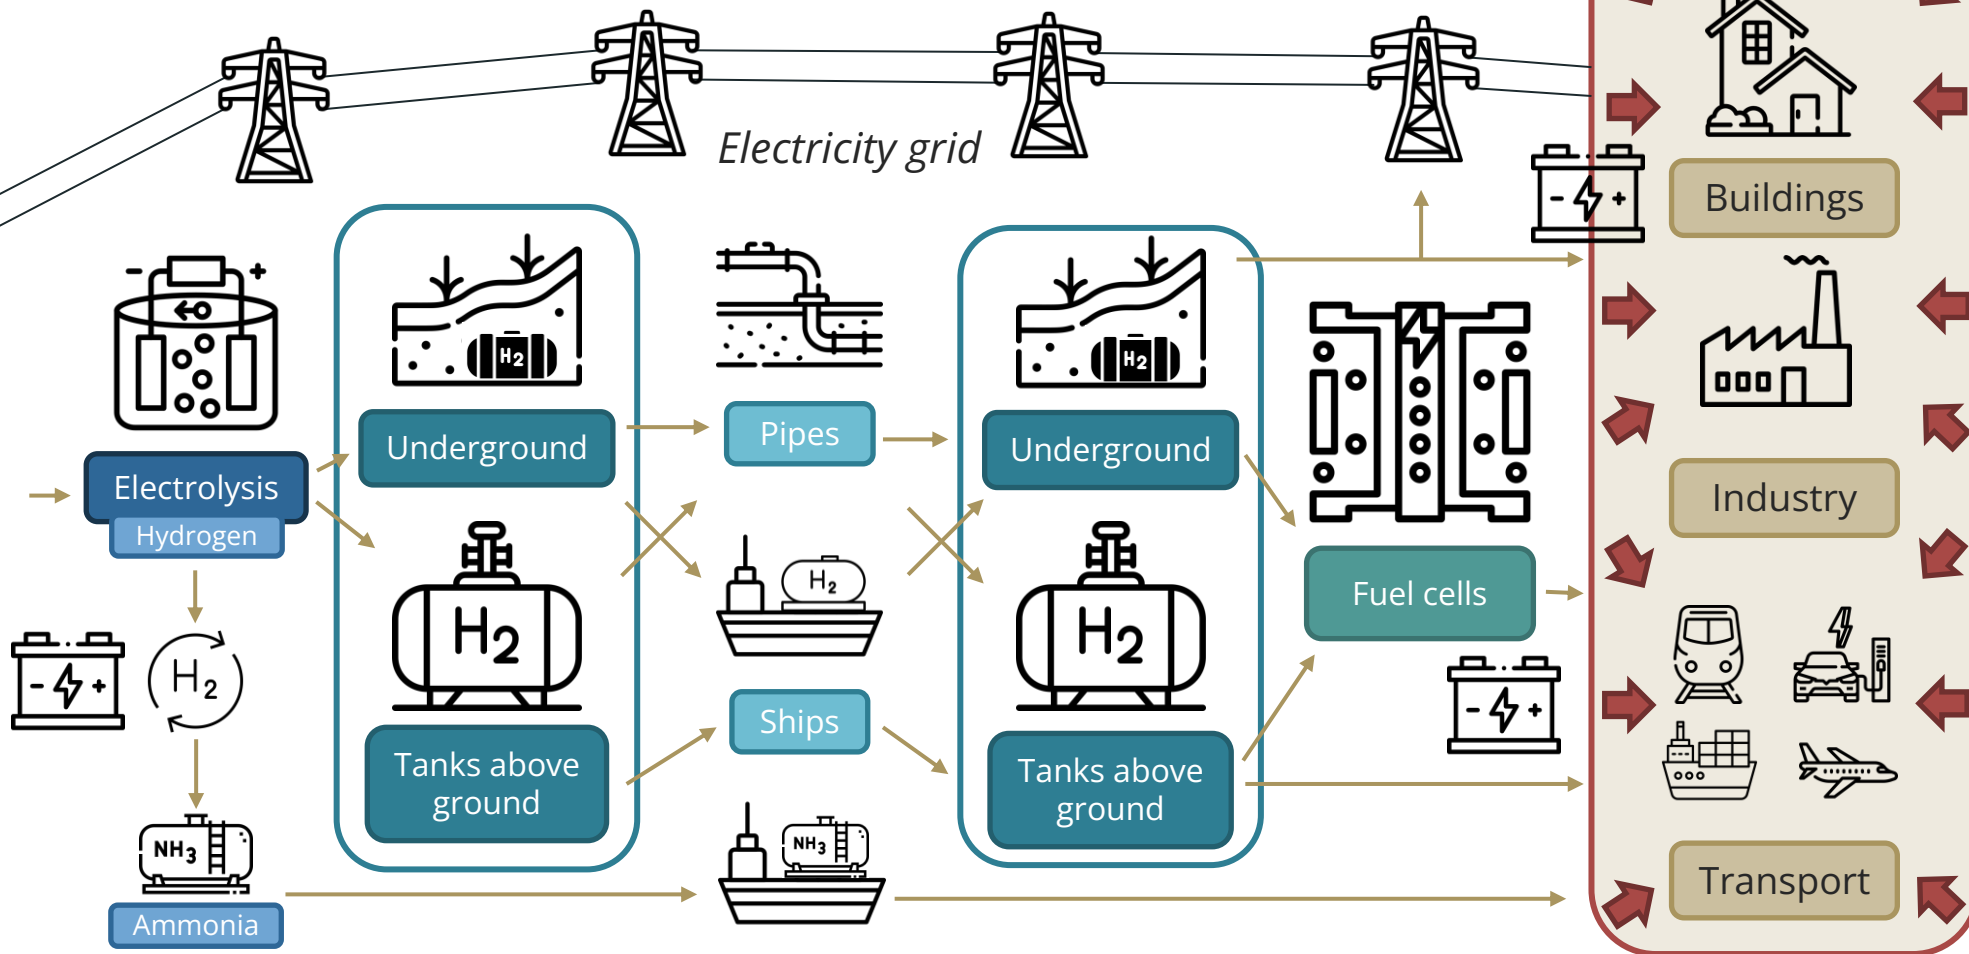 Electricity grid
Buildings
- +
- +
H2
H2
Underground
Pipes
Underground
Electrolysis
Hydrogen
Industry
H2
H2
H2
H2
- +
Fuel cells
- +
Ships
Tanks above
ground
Tanks above
ground
NH3
NH3
Transport
Ammonia